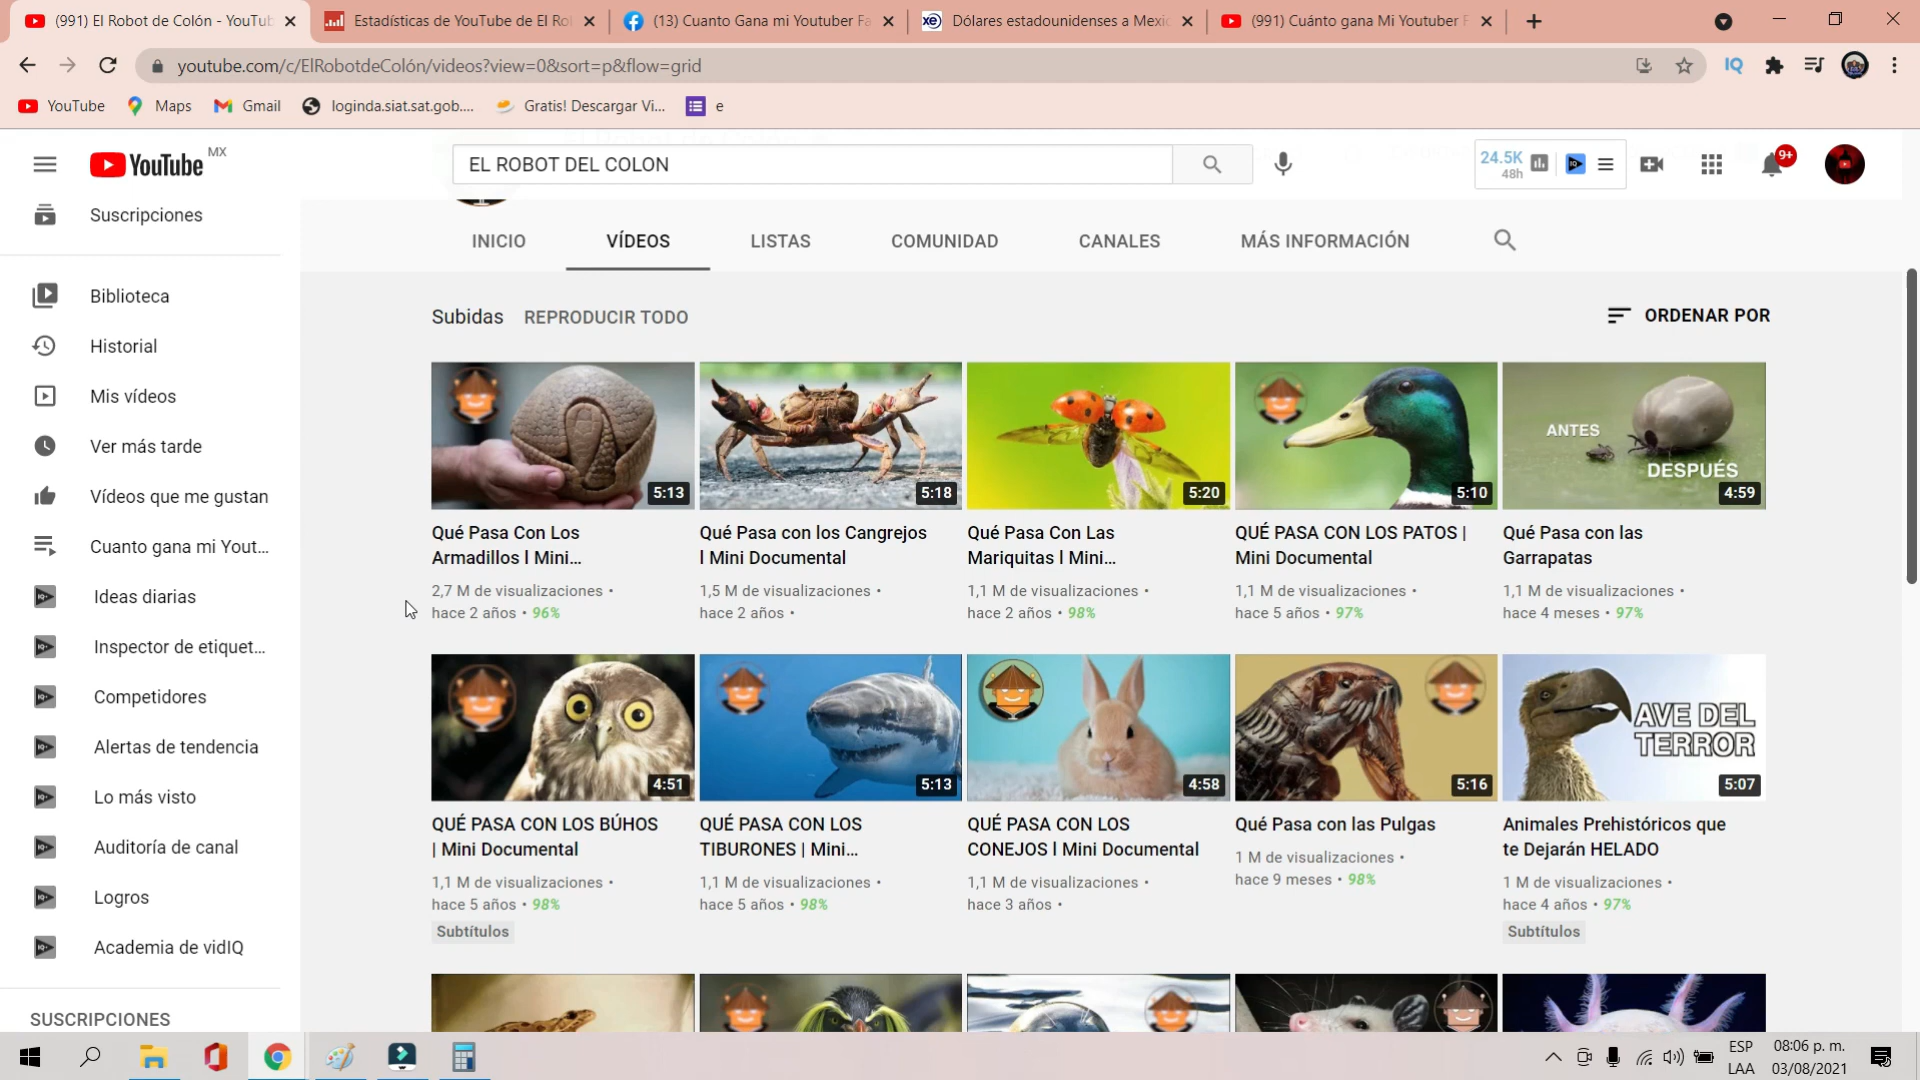 (991) El Robot de Colón - YouTub
Estadísticas de YouTube de El Ro
(13) Cuanto Gana mi Youtuber Fa
Dólares estadounidenses a Mexic
(991) Cuánto gana Mi Youtuber F
youtube.com/c/ElRobotdeColón/videos?view=0&sort=p&flow=grid
YouTube
Maps
Gmail
loginda.siat.sat.gob....
Gratis! Descargar Vi...
e
YouTube MX
EL ROBOT DEL COLON
24.5K
48h
9+
Suscripciones
INICIO
VÍDEOS
LISTAS
COMUNIDAD
CANALES
MÁS INFORMACIÓN
Biblioteca
Historial
Mis vídeos
Ver más tarde
Vídeos que me gustan
Cuanto gana mi Yout...
Ideas diarias
Inspector de etiquet...
Competidores
Alertas de tendencia
Lo más visto
Auditoría de canal
Logros
Academia de vidIQ
SUSCRIPCIONES
Subidas
REPRODUCIR TODO
ORDENAR POR
5:13
Qué Pasa Con Los
Armadillos l Mini...
2,7 M de visualizaciones •
hace 2 años • 96%
5:18
Qué Pasa con los Cangrejos
l Mini Documental
1,5 M de visualizaciones •
hace 2 años •
5:20
Qué Pasa Con Las
Mariquitas l Mini...
1,1 M de visualizaciones •
hace 2 años • 98%
5:10
QUÉ PASA CON LOS PATOS |
Mini Documental
1,1 M de visualizaciones •
hace 5 años • 97%
ANTES
DESPUÉS
4:59
Qué Pasa con las
Garrapatas
1,1 M de visualizaciones •
hace 4 meses • 97%
4:51
QUÉ PASA CON LOS BÚHOS
| Mini Documental
1,1 M de visualizaciones •
hace 5 años • 98%
Subtítulos
5:13
QUÉ PASA CON LOS
TIBURONES | Mini...
1,1 M de visualizaciones •
hace 5 años • 98%
4:58
QUÉ PASA CON LOS
CONEJOS l Mini Documental
1,1 M de visualizaciones •
hace 3 años •
5:16
Qué Pasa con las Pulgas
1 M de visualizaciones •
hace 9 meses • 98%
AVE DEL
TERROR
5:07
Animales Prehistóricos que
te Dejarán HELADO
1 M de visualizaciones •
hace 4 años • 97%
Subtítulos
ESP
LAA
08:06 p. m.
03/08/2021